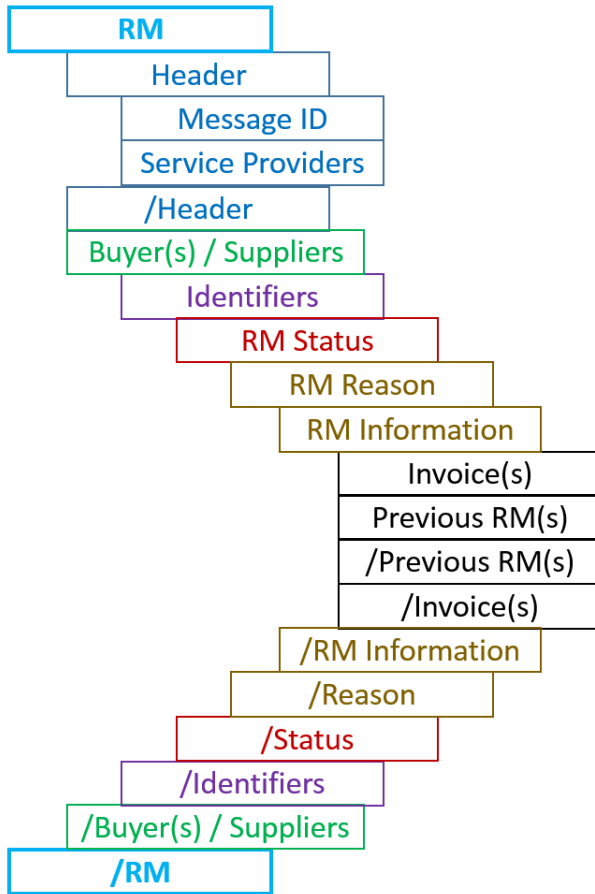 RM
Header
Message ID
Service Providers
/Header
Buyer(s) / Suppliers
Identifiers
RM Status
RM Reason
RM Information
Invoice(s)
Previous RM(s)
/Previous RM(s)
/Invoice(s)
/RM Information
/Reason
/Status
/Identifiers
/Buyer(s) / Suppliers
/RM